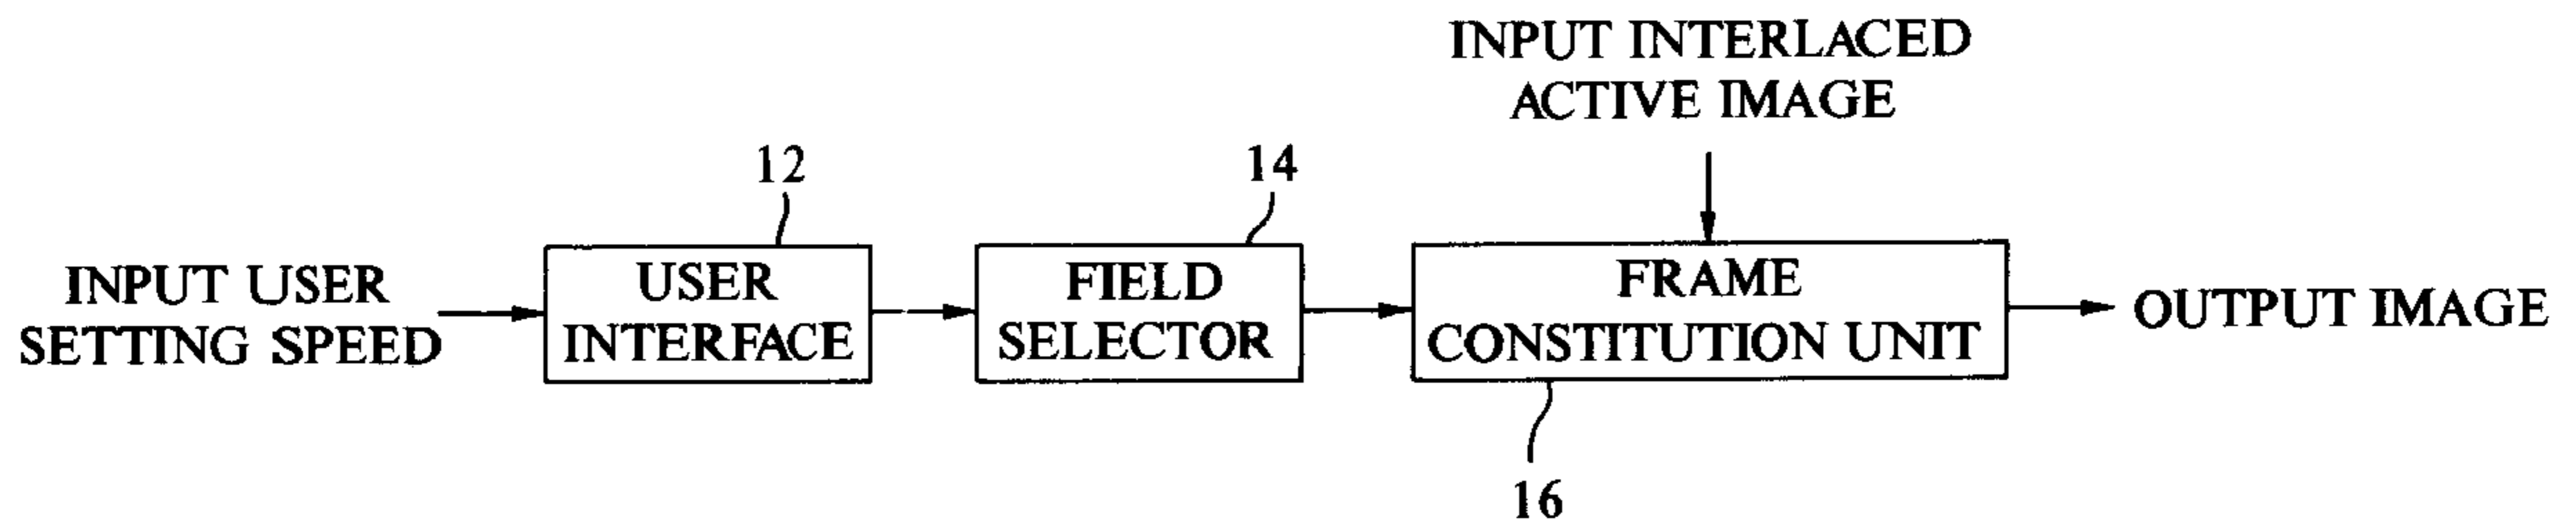 INPUT INTERLACED
ACTIVE IMAGE
12
14
INPUT USER
SETTING SPEED
USER
INTERFACE
FIELD
SELECTOR
FRAME
CONSTITUTION UNIT
OUTPUT IMAGE
16